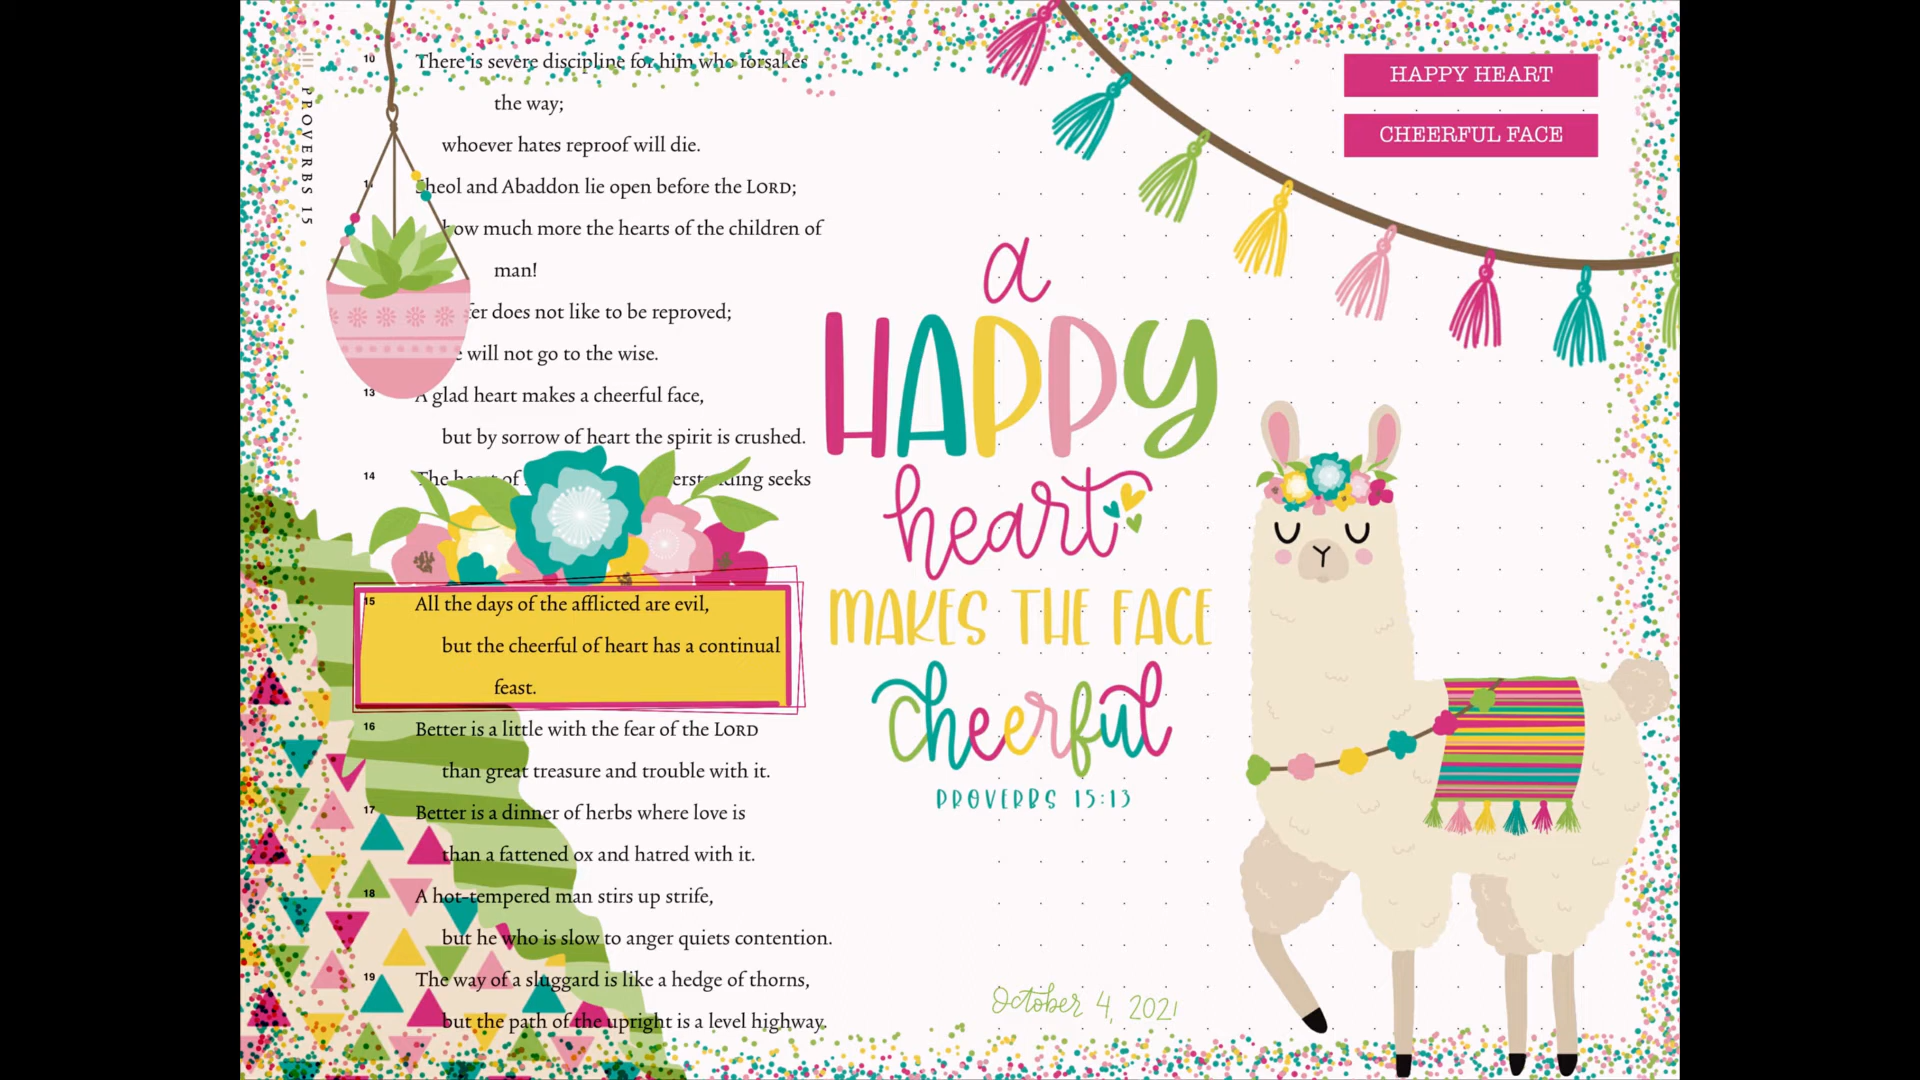 PROVERBS 15
10 There is severe discipline for him who forsakes
the way;
whoever hates reproof will die.
Sheol and Abaddon lie open before the LORD;
how much more the hearts of the children of
man!
does not like to be reproved;
will not go to the wise.
13 A glad heart makes a cheerful face,
but by sorrow of heart the spirit is crushed.
14 The heart of seeks
15 All the days of the afflicted are evil,
but the cheerful of heart has a continual
feast.
16 Better is a little with the fear of the LORD
than great treasure and trouble with it.
17 Better is a dinner of herbs where love is
than a fattened ox and hatred with it.
18 A hot-tempered man stirs up strife,
but he who is slow to anger quiets contention.
19 The way of a sluggard is like a hedge of thorns,
but the path of the upright is a level highway.
a
HAPPY
heart
MAKES THE FACE
cheerful
PROVERBS 15:13
October 4, 2021
HAPPY HEART
CHEERFUL FACE